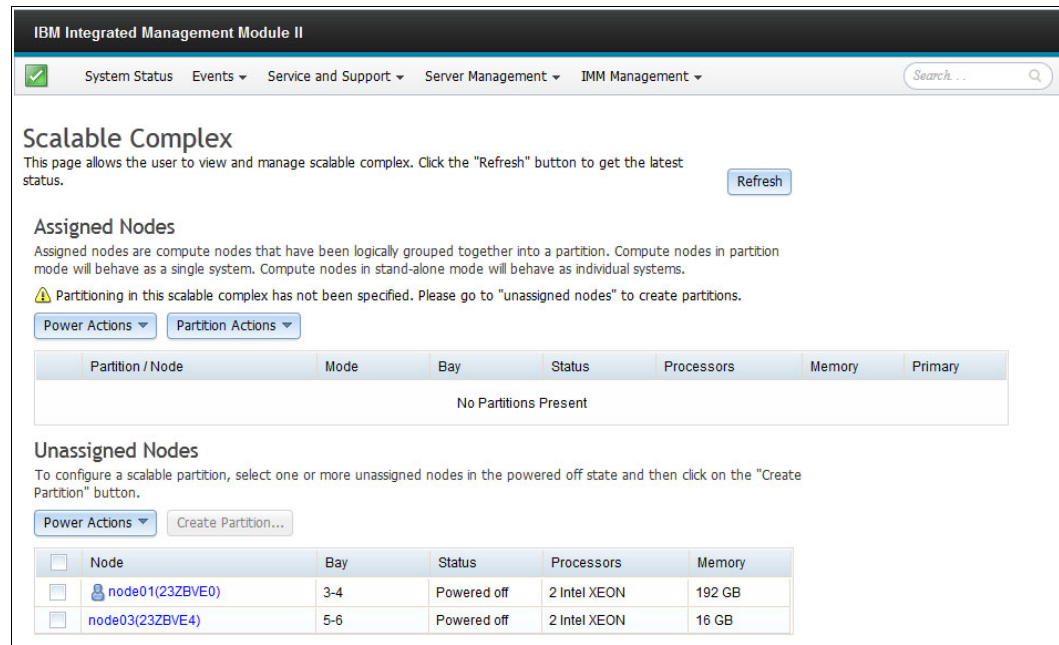 IBM Integrated Management Module II
System Status Events Service and Support Server Management IMM Management Search...
Scalable Complex
This page allows the user to view and manage scalable complex. Click the "Refresh" button to get the latest
status.
Refresh
Assigned Nodes
Assigned nodes are compute nodes that have been logically grouped together into a partition. Compute nodes in partition
mode will behave as a single system. Compute nodes in stand-alone mode will behave as individual systems.
Partitioning in this scalable complex has not been specified. Please go to "unassigned nodes" to create partitions.
Power Actions Partition Actions
Partition / Node Mode Bay Status Processors Memory Primary
No Partitions Present
Unassigned Nodes
To configure a scalable partition, select one or more unassigned nodes in the powered off state and then click on the "Create
Partition" button.
Power Actions Create Partition...
Node Bay Status Processors Memory
node01(23ZBVE0) 3-4 Powered off 2 Intel XEON 192 GB
node03(23ZBVE4) 5-6 Powered off 2 Intel XEON 16 GB